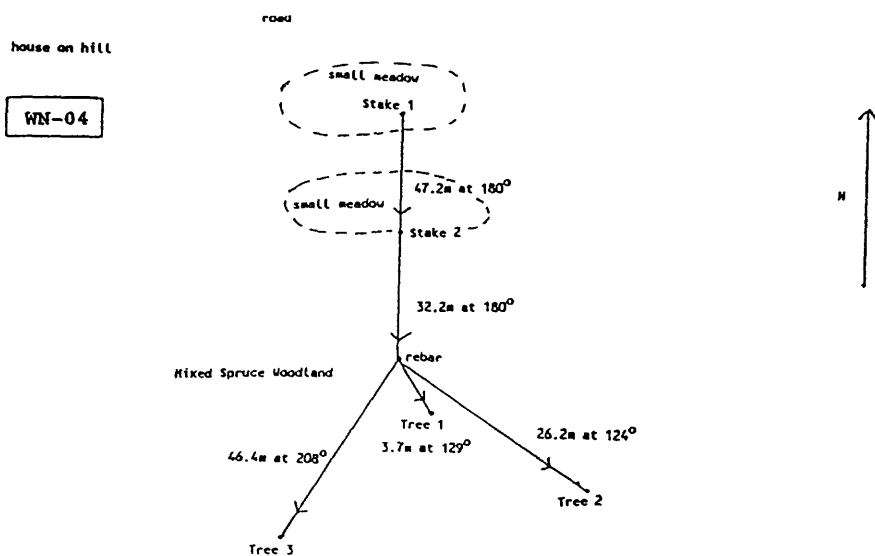 road
house on hill
small meadow
Stake 1
WN-04
47.2m at 180°
N
small meadow
Stake 2
32.2m at 180°
rebar
Mixed Spruce Woodland
Tree 1
3.7m at 129°
26.2m at 124°
46.4m at 208°
Tree 2
Tree 3